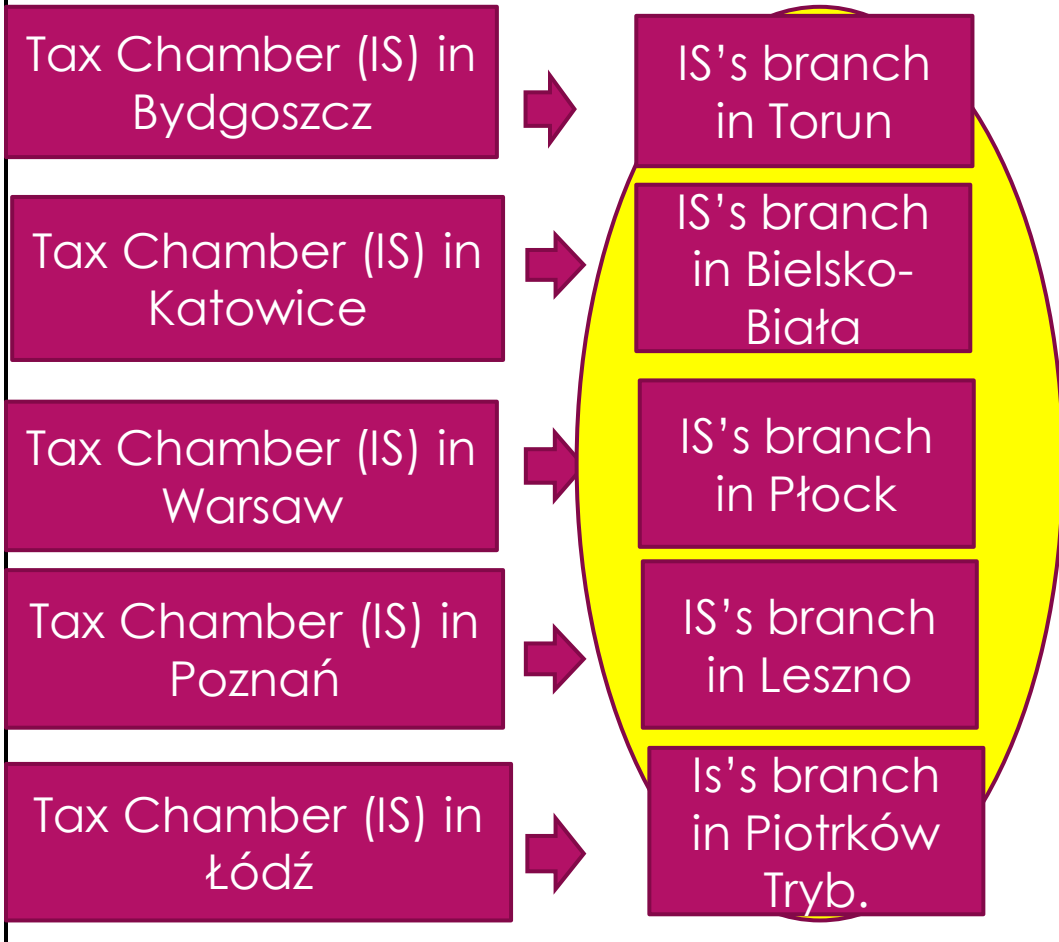 Tax Chamber (IS) in
Bydgoszcz
IS's branch
in Torun
Tax Chamber (IS) in
Katowice
IS's branch
in Bielsko-
Biała
Tax Chamber (IS) in
Warsaw
IS's branch
in Płock
Tax Chamber (IS) in
Poznań
IS's branch
in Leszno
Tax Chamber (IS) in
Łódź
Is's branch
in Piotrków
Tryb.